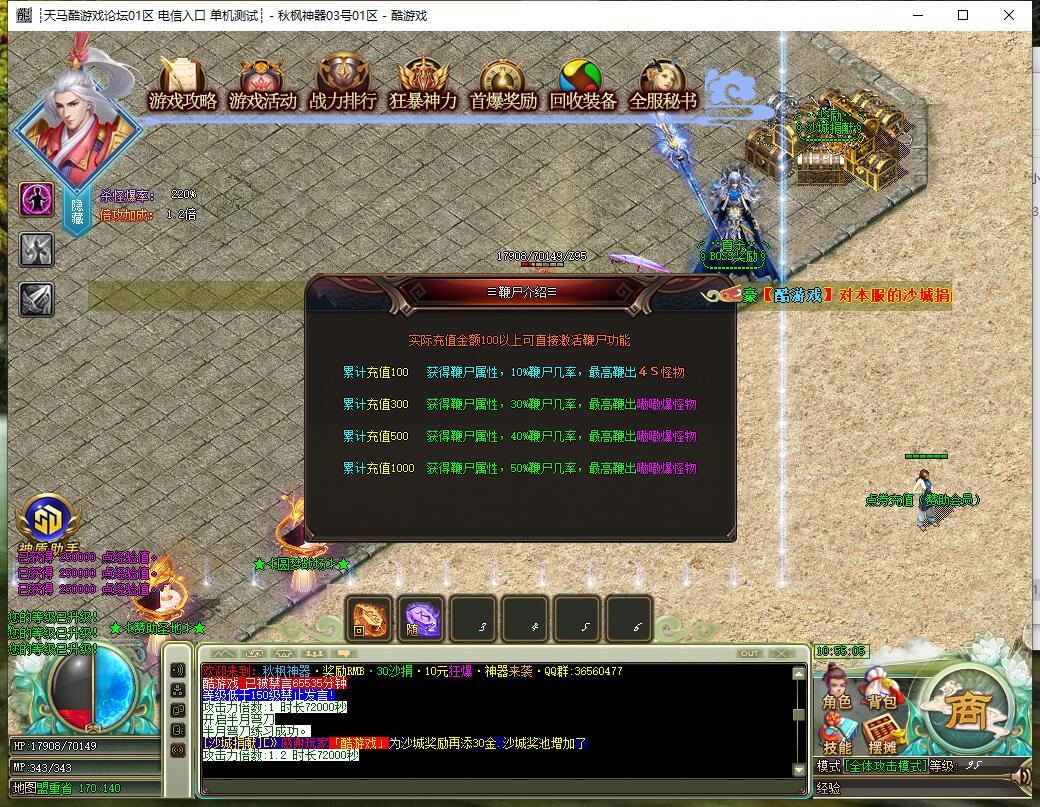 天马酷游戏论坛01区 电信入口 单机测试 - 秋枫神器03号01区 - 酷游戏
游戏攻略 游戏活动 战力排行 狂暴神力 首爆奖励 回收装备 全服秘书
奖励
沙城捐献
隐藏
杀怪爆率: 220%
倍攻加成: 1.2倍
BOSS奖励
17908/70149/Z95
豪【酷游戏】对本服的沙城捐
三鞭尸介绍三
实际充值金额100以上可直接激活鞭尸功能
累计充值100 获得鞭尸属性，10%鞭尸几率，最高鞭出4S怪物
累计充值300 获得鞭尸属性，30%鞭尸几率，最高鞭出嗷嗷爆怪物
累计充值500 获得鞭尸属性，40%鞭尸几率，最高鞭出嗷嗷爆怪物
累计充值1000 获得鞭尸属性，50%鞭尸几率，最高鞭出嗷嗷爆怪物
点券充值（赞助会员）
神盾助手
已获得 250000 点经验值。
已获得 250000 点经验值。
已获得 250000 点经验值。
★<圆梦战场>★
您的等级已升级!
您的等级已升级!
您的等级已升级!
★<赞助圣地>★
回 随 3 4 5 6
OUT
10:55:05
欢迎来到:秋枫神器·奖励RMB·30沙捐·10元狂爆·神器来袭·QQ群:36560477
酷游戏 已被禁言65535分钟
等级低于150级禁止发言!
攻击力倍数:1 时长72000秒
开启半月弯刀
半月弯刀练习成功。
[沙城捐献]【》感谢玩家「酷游戏」为沙城奖励再添30金.沙城奖池增加了
攻击力倍数:1.2 时长72000秒
HP:17908/70149
MP:343/343
地图盟重省 170:140
角色 背包
技能 摆摊
商
模式[全体攻击模式]等级: 95
经验